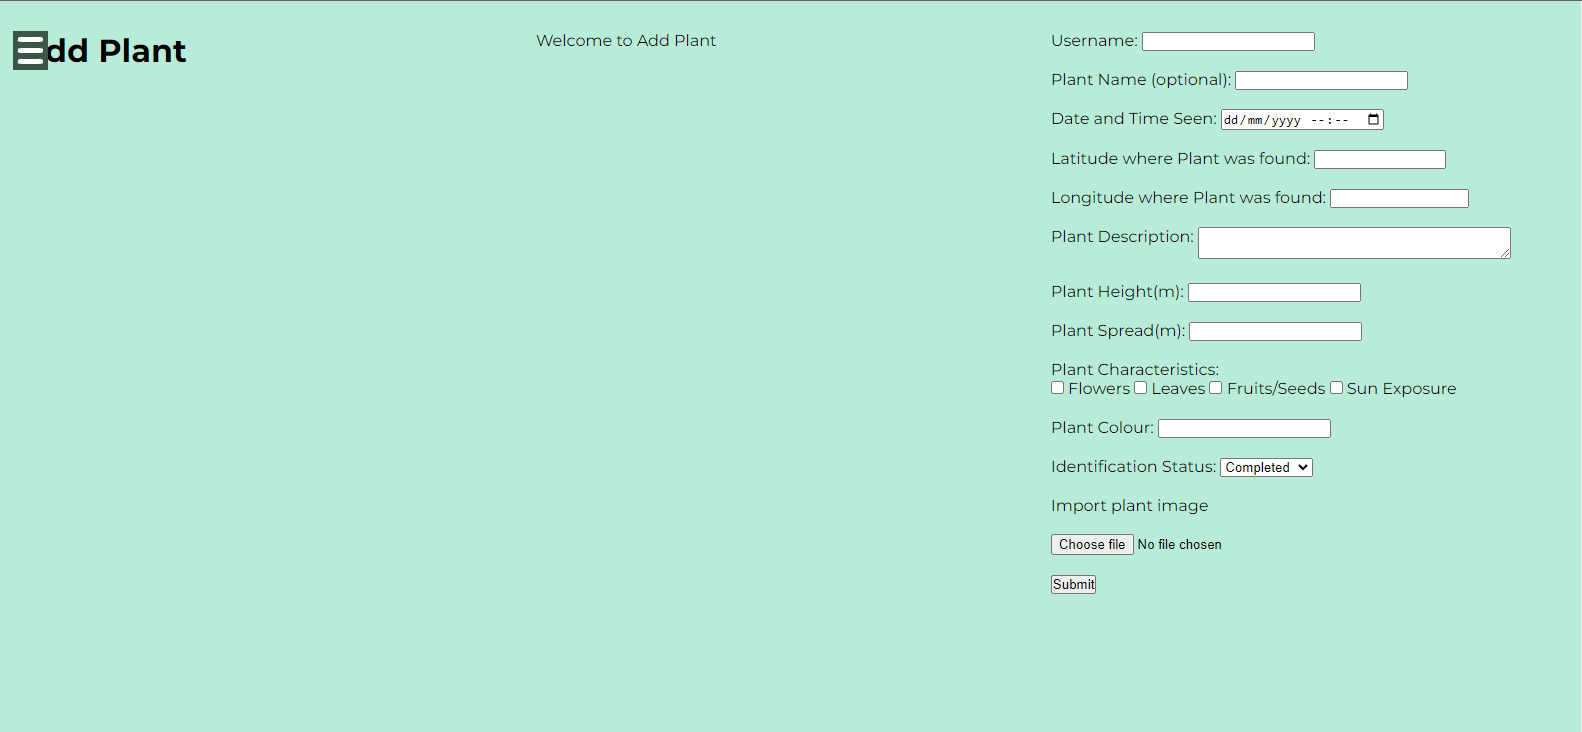 dd Plant
Welcome to Add Plant
Username:
Plant Name (optional):
Date and Time Seen: dd/mm/yyyy --:--
Latitude where Plant was found:
Longitude where Plant was found:
Plant Description:
Plant Height(m):
Plant Spread(m):
Plant Characteristics:
Flowers Leaves Fruits/Seeds Sun Exposure
Plant Colour:
Identification Status: Completed
Import plant image
Choose file No file chosen
Submit